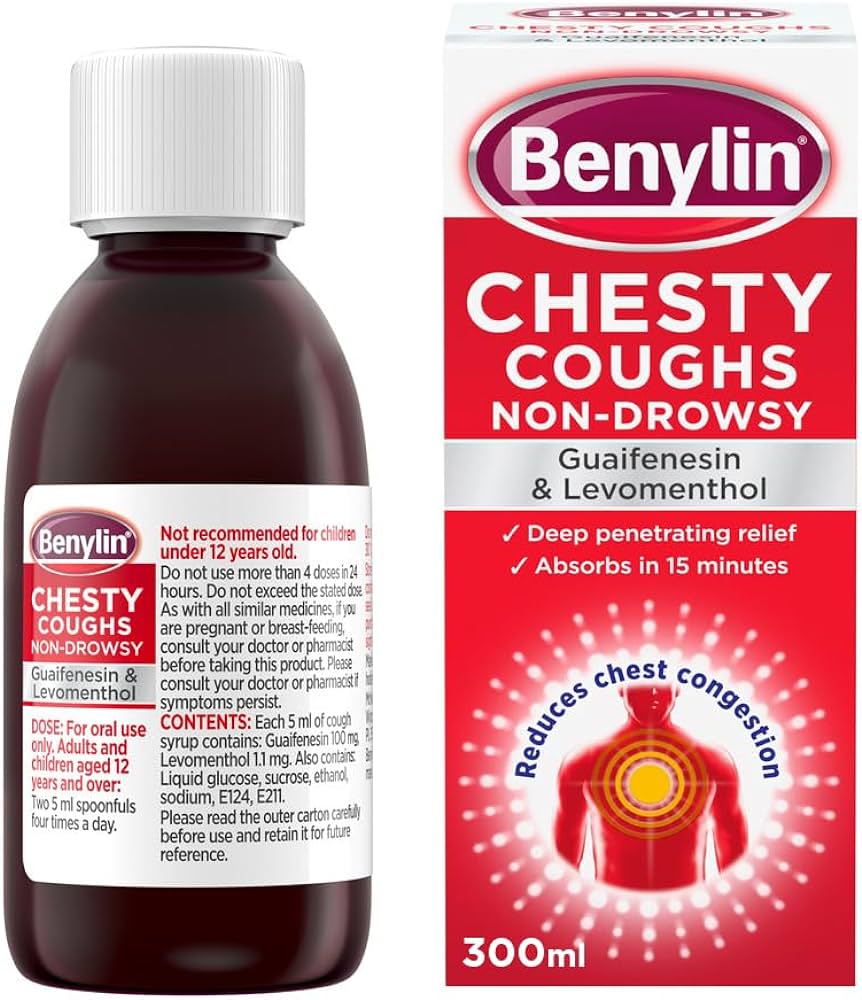 Benylin®
CHESTY
COUGHS
NON-DROWSY
Guaifenesin &
Levomenthol
DOSE: For oral use
only. Adults and
children aged 12
years and over:
Two 5 ml spoonfuls
four times a day.
Not recommended for children
under 12 years old.
Do not use more than 4 doses in 24
hours. Do not exceed the stated dose.
As with all similar medicines, if you
are pregnant or breast-feeding,
consult your doctor or pharmacist
before taking this product. Please
consult your doctor or pharmacist if
symptoms persist.
CONTENTS: Each 5 ml of cough
syrup contains: Guaifenesin 100 mg,
Levomenthol 1.1 mg. Also contains:
Liquid glucose, sucrose, ethanol,
sodium, E124, E211.
Please read the outer carton carefully
before use and retain it for future
reference.
CHESTY COUGHS
NON-DROWSY
Guaifenesin
& Levomenthol
Benylin®
CHESTY
COUGHS
NON-DROWSY
Guaifenesin
& Levomenthol
✓ Deep penetrating relief
✓ Absorbs in 15 minutes
Reduces chest congestion
300ml